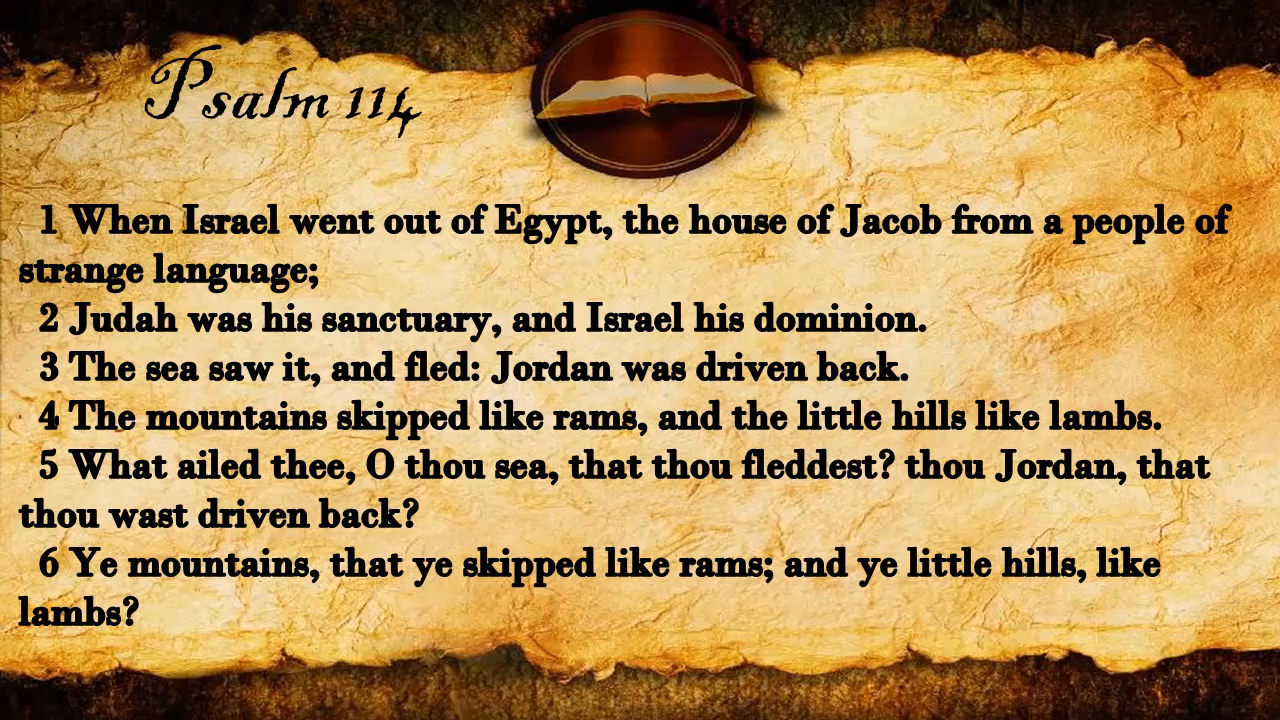 Psalm 114
1 When Israel went out of Egypt, the house of Jacob from a people of
strange language;
2 Judah was his sanctuary, and Israel his dominion.
3 The sea saw it, and fled: Jordan was driven back.
4 The mountains skipped like rams, and the little hills like lambs.
5 What ailed thee, O thou sea, that thou fleddest? thou Jordan, that
thou wast driven back?
6 Ye mountains, that ye skipped like rams; and ye little hills, like
lambs?